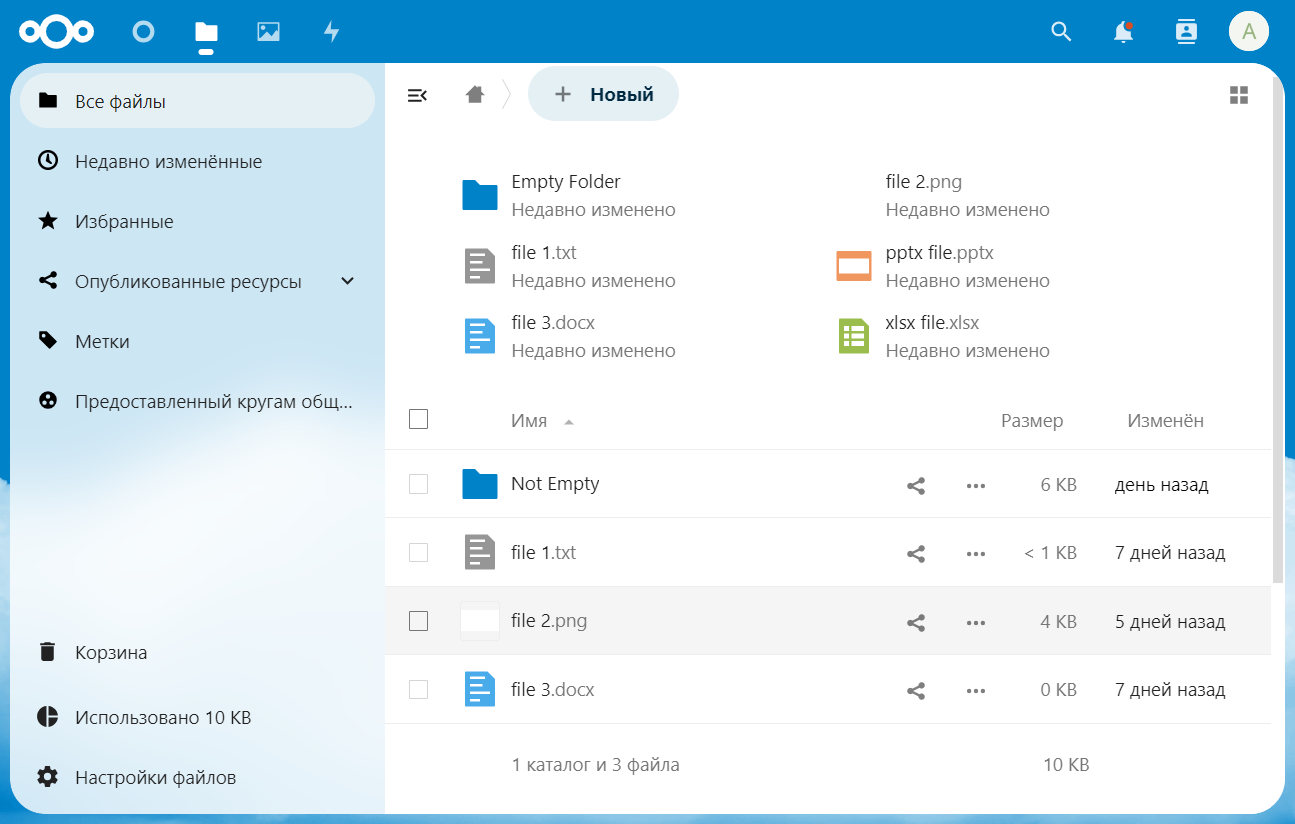 A
Все файлы
Недавно изменённые
Избранные
Опубликованные ресурсы
Метки
Предоставленный кругам общ...
Корзина
Использовано 10 KB
Настройки файлов
Новый
Empty Folder
Недавно изменено
file 2.png
Недавно изменено
file 1.txt
Недавно изменено
pptx file.pptx
Недавно изменено
file 3.docx
Недавно изменено
xlsx file.xlsx
Недавно изменено
Имя Размер Изменён
Not Empty 6 KB день назад
file 1.txt < 1 KB 7 дней назад
file 2.png 4 KB 5 дней назад
file 3.docx 0 KB 7 дней назад
1 каталог и 3 файла 10 KB